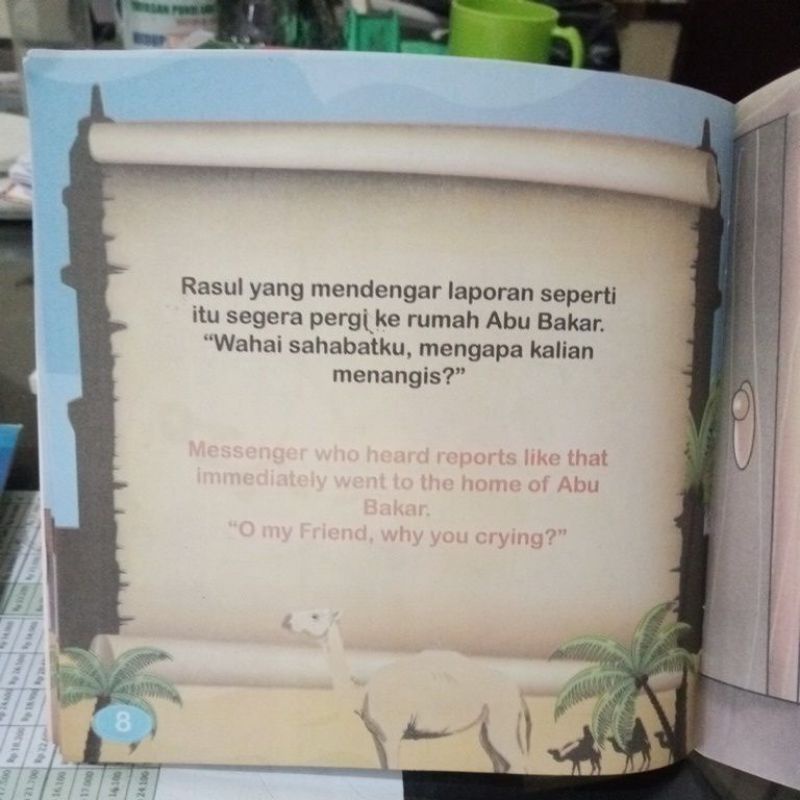 Rasul yang mendengar laporan seperti
itu segera pergi ke rumah Abu Bakar.
“Wahai sahabatku, mengapa kalian
menangis?”
Messenger who heard reports like that
immediately went to the home of Abu
Bakar.
“O my Friend, why you crying?”
8